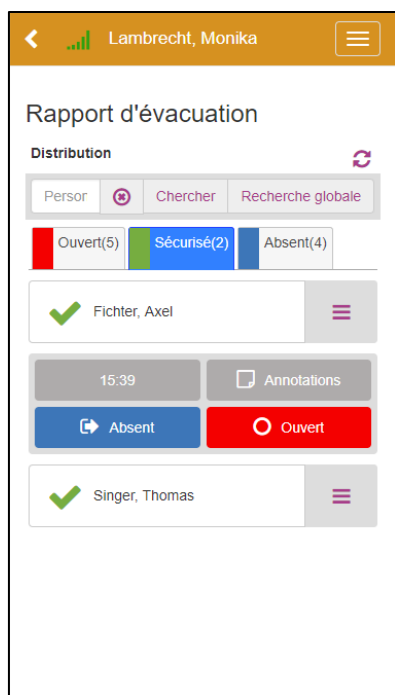 Lambrecht, Monika
Rapport d'évacuation
Distribution
Persor Chercher Recherche globale
Ouvert(5) Sécurisé(2) Absent(4)
Fichter, Axel
15:39 Annotations
Absent Ouvert
Singer, Thomas